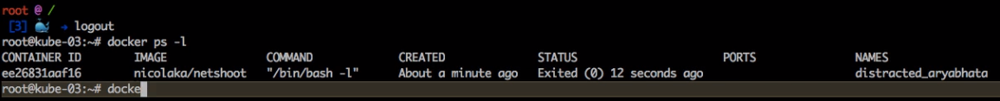 root @ /
[3] 🐳 → logout
root@kube-03:~# docker ps -l
CONTAINER ID IMAGE COMMAND CREATED STATUS PORTS NAMES
ee26831aaf16 nicolaka/netshoot "/bin/bash -l" About a minute ago Exited (0) 12 seconds ago distracted_aryabhata
root@kube-03:~# docke